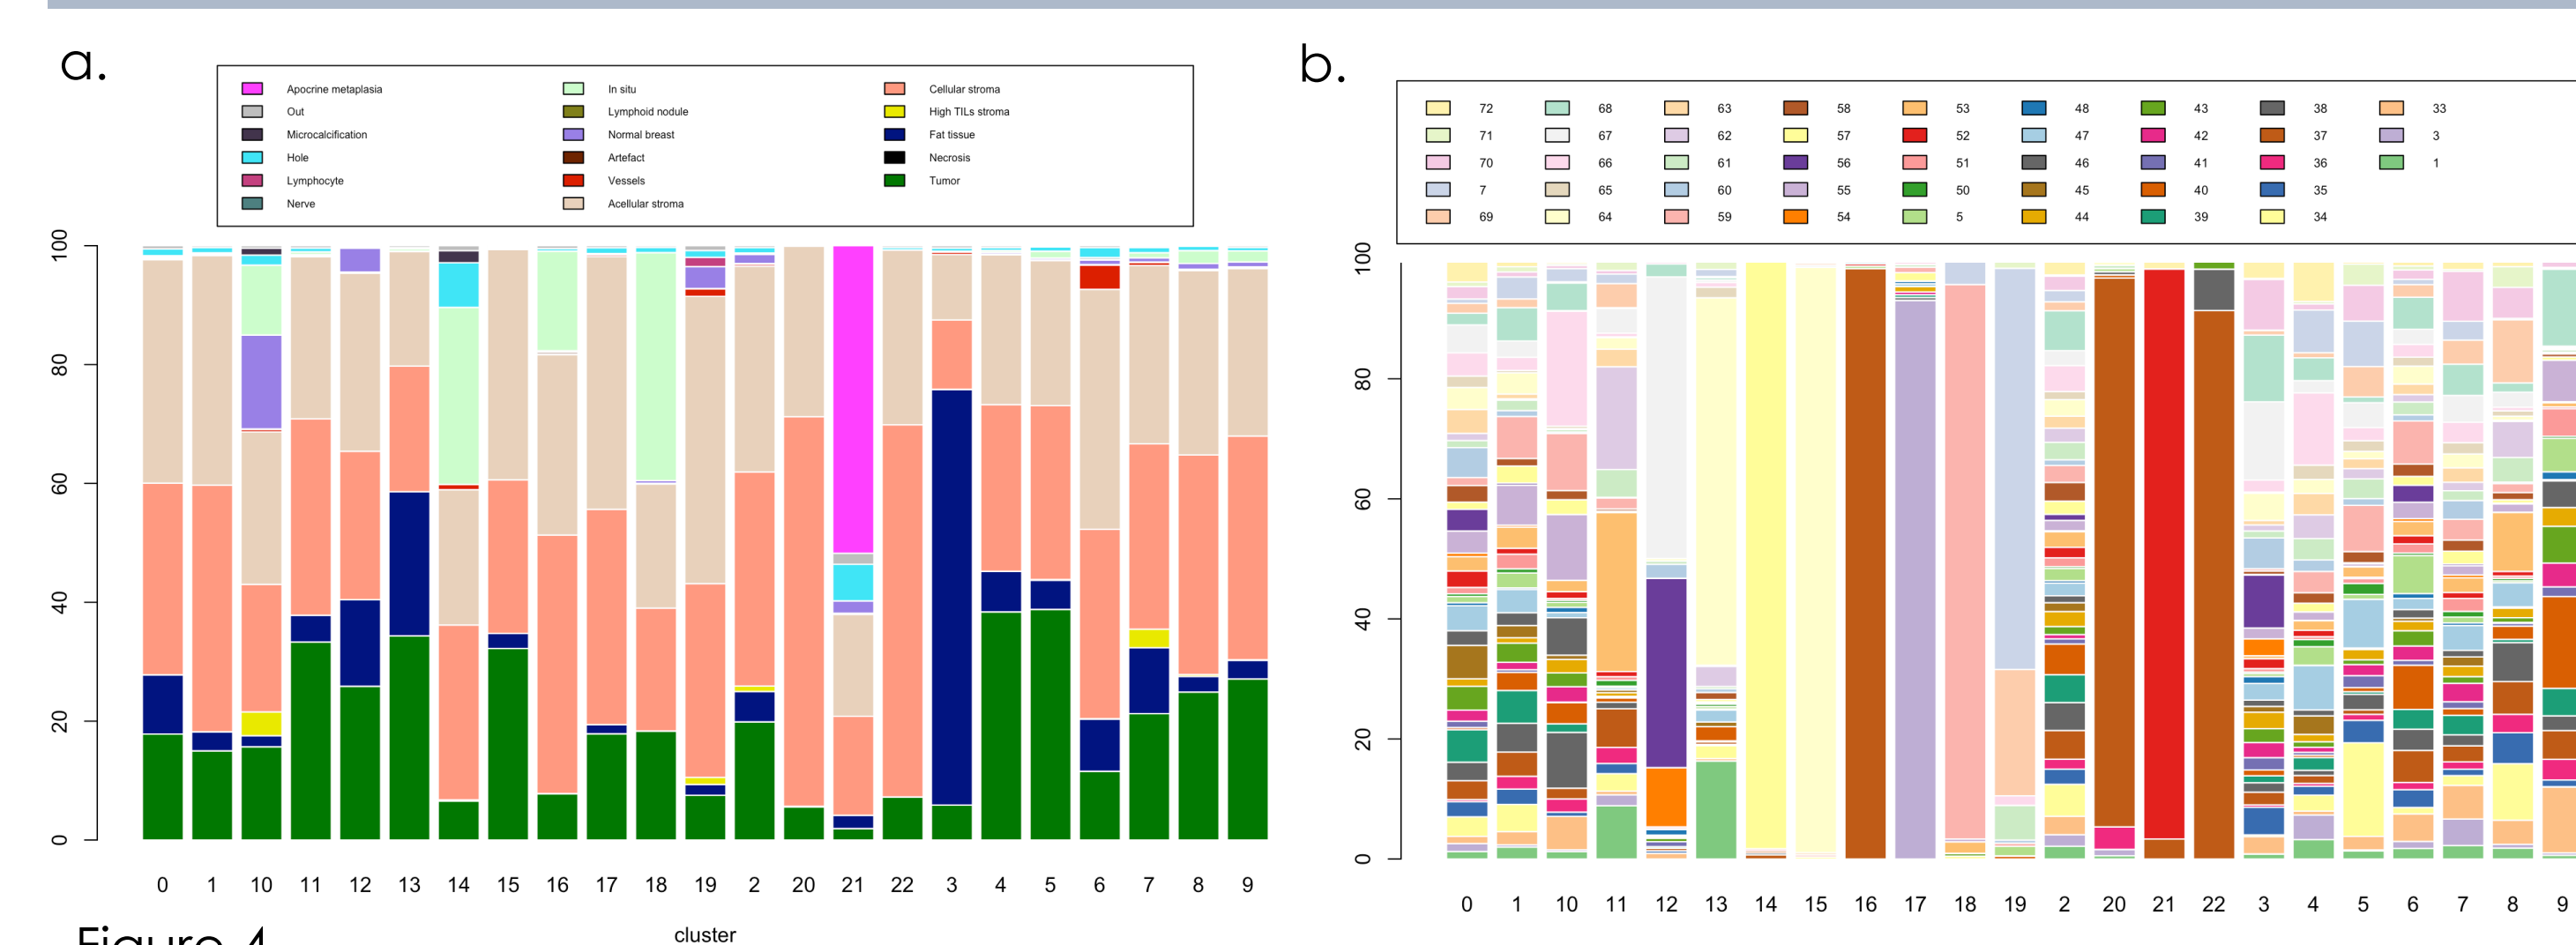 a.
Apocrine metaplasia In situ Cellular stroma
Out Lymphoid nodule High TILs stroma
Microcalcification Normal breast Fat tissue
Hole Artefact Necrosis
Lymphocyte Vessels Tumor
Nerve Acellular stroma
100
80
60
40
20
0
0 1 10 11 12 13 14 15 16 17 18 19 2 20 21 22 3 4 5 6 7 8 9
cluster
b.
72 68 63 58 53 48 43 38 33
71 67 62 57 52 47 42 37 3
70 66 61 56 51 46 41 36 1
7 65 60 55 50 45 40 35
69 64 59 54 5 44 39 34
100
80
60
40
20
0
0 1 10 11 12 13 14 15 16 17 18 19 2 20 21 22 3 4 5 6 7 8 9
Figure 4